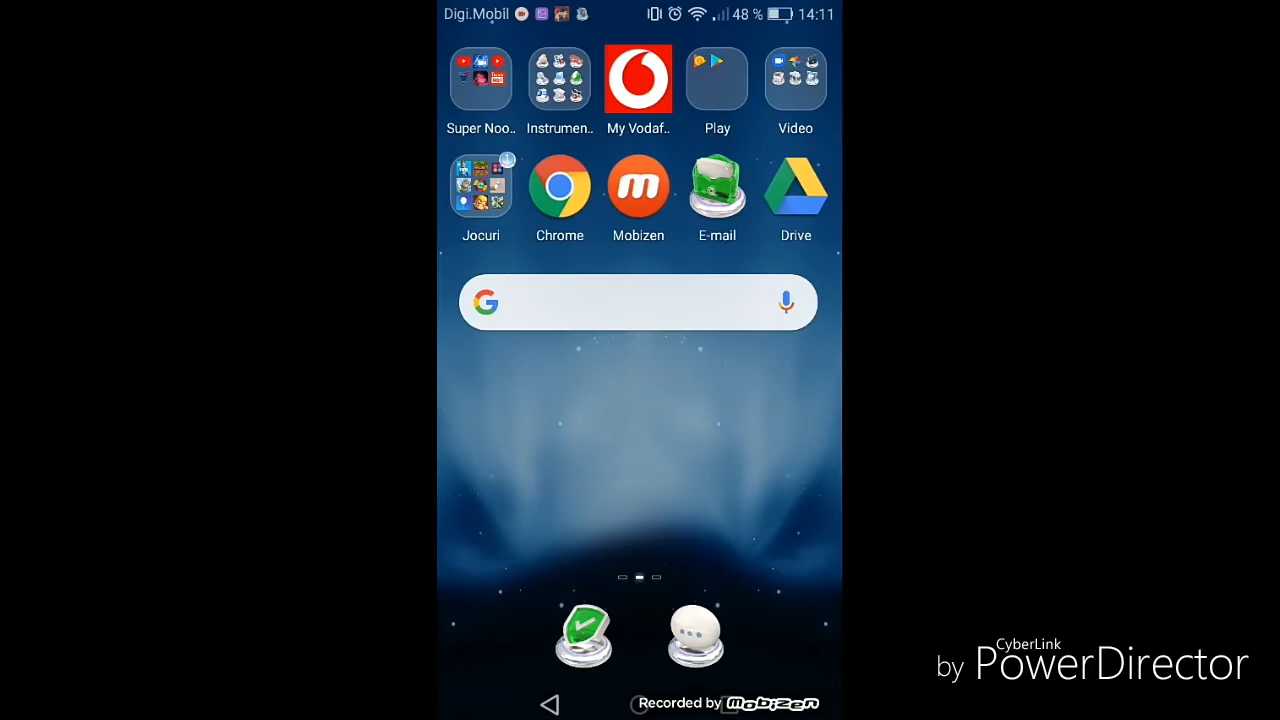 Digi.Mobil 48 % 14:11
Super Noo.. Instrumen.. My Vodaf.. Play Video
1
Jocuri Chrome Mobizen E-mail Drive
Recorded by mobizen
CyberLink
by PowerDirector